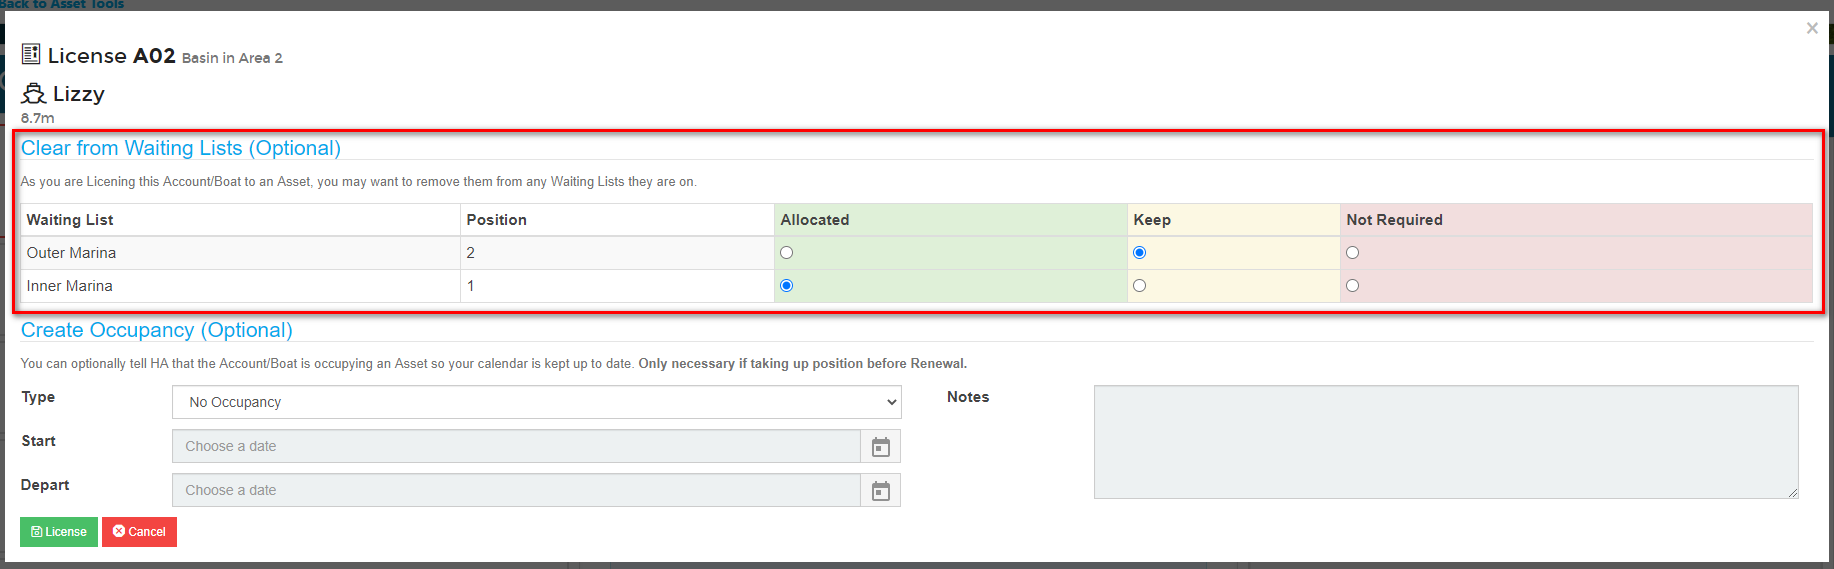 Back to Asset Tools
×
License A02 Basin in Area 2
Lizzy
8.7m
Clear from Waiting Lists (Optional)
As you are Licening this Account/Boat to an Asset, you may want to remove them from any Waiting Lists they are on.
Waiting List Position Allocated Keep Not Required
Outer Marina 2
Inner Marina 1
Create Occupancy (Optional)
You can optionally tell HA that the Account/Boat is occupying an Asset so your calendar is kept up to date. Only necessary if taking up position before Renewal.
Type No Occupancy Notes
Start Choose a date
Depart Choose a date
License Cancel